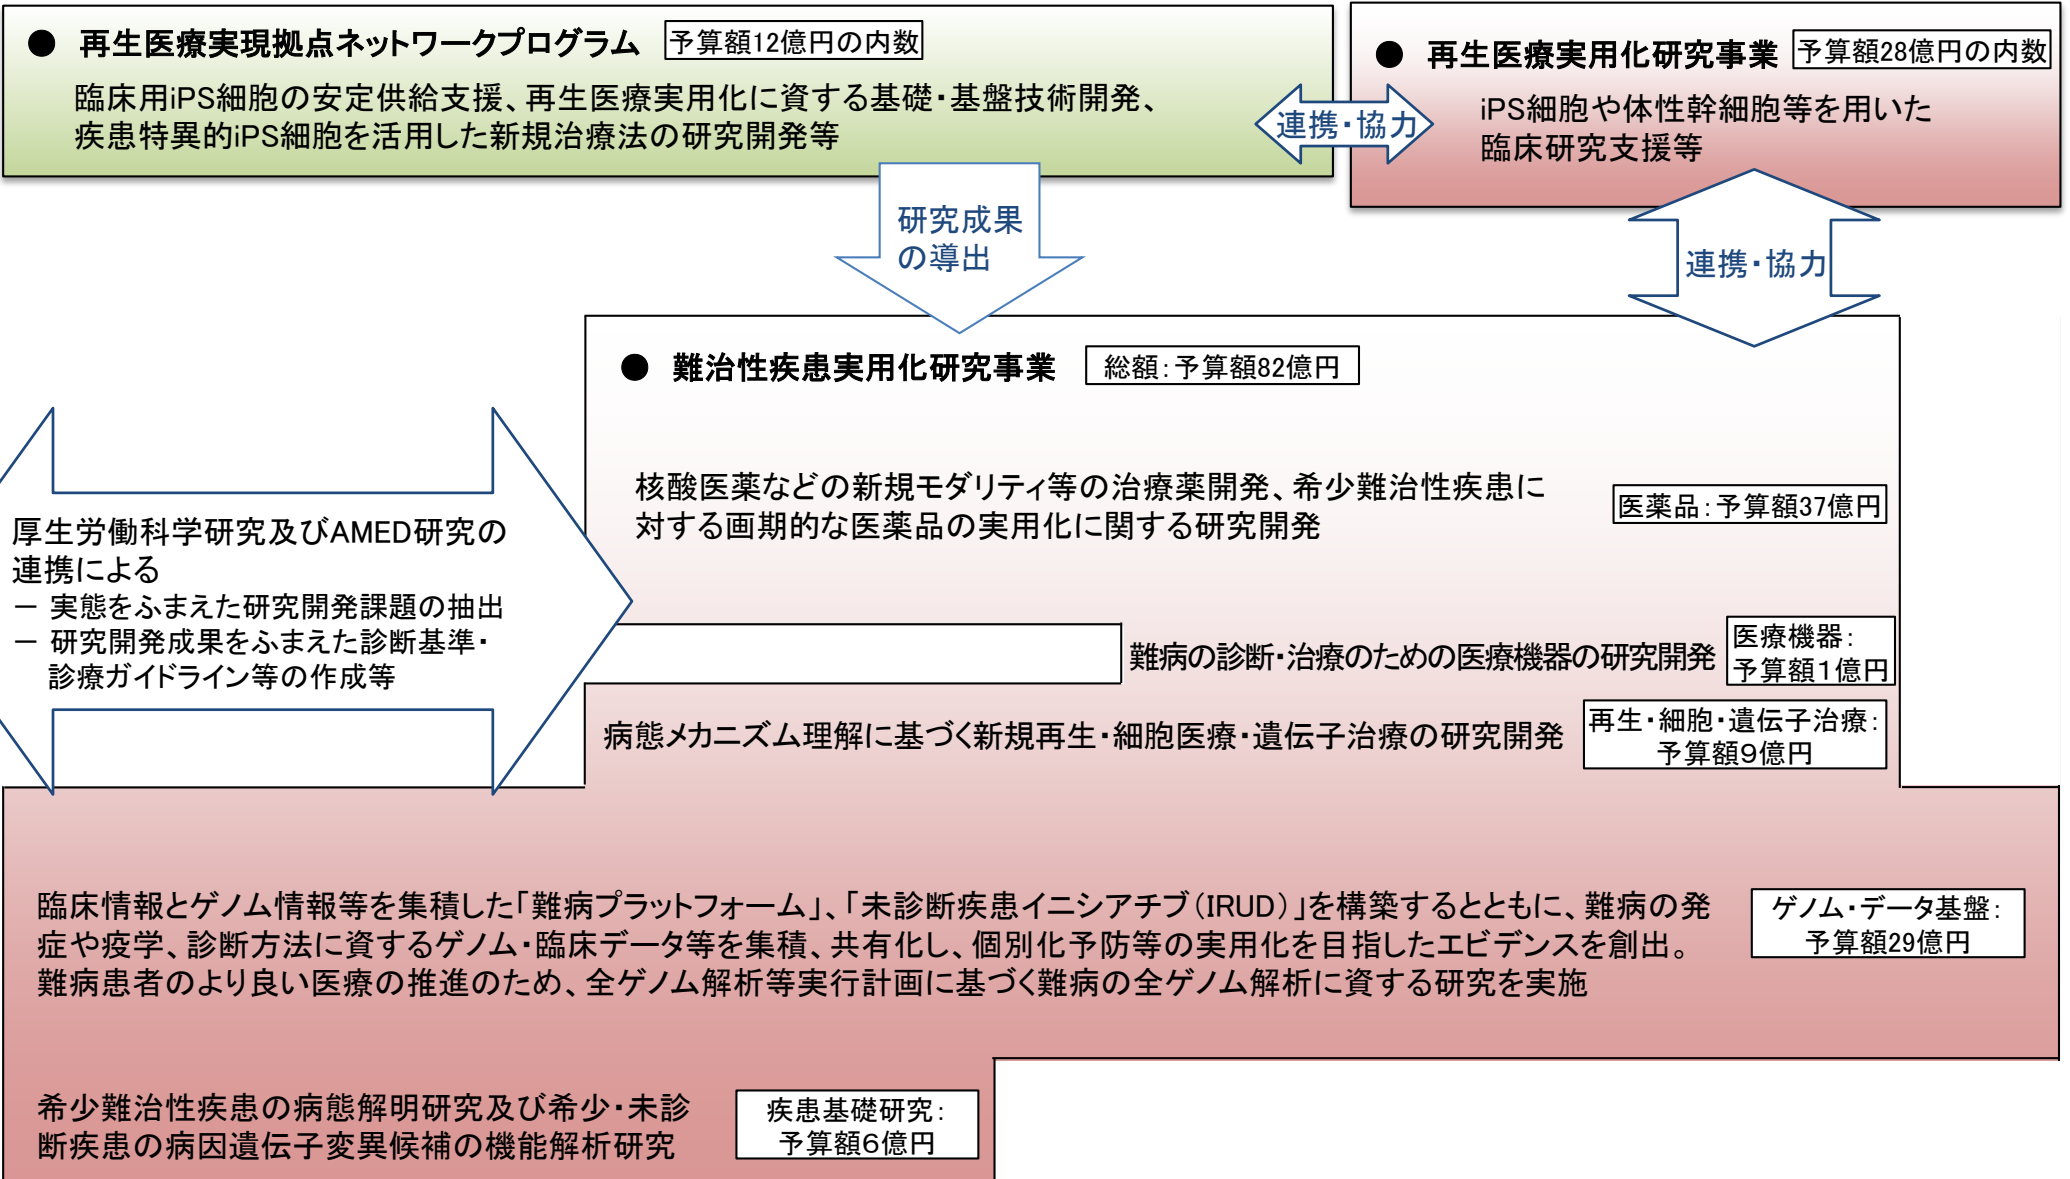 ● 再生医療実現拠点ネットワークプログラム 予算額12億円の内数
臨床用iPS細胞の安定供給支援、再生医療実用化に資する基礎・基盤技術開発、
疾患特異的iPS細胞を活用した新規治療法の研究開発等
連携・協力
● 再生医療実用化研究事業 予算額28億円の内数
iPS細胞や体性幹細胞等を用いた
臨床研究支援等
研究成果
の導出
連携・協力
● 難治性疾患実用化研究事業 総額：予算額82億円
核酸医薬などの新規モダリティ等の治療薬開発、希少難治性疾患に
対する画期的な医薬品の実用化に関する研究開発
医薬品：予算額37億円
厚生労働科学研究及びAMED研究の
連携による
－ 実態をふまえた研究開発課題の抽出
－ 研究開発成果をふまえた診断基準・
診療ガイドライン等の作成等
難病の診断・治療のための医療機器の研究開発
医療機器：
予算額1億円
病態メカニズム理解に基づく新規再生・細胞医療・遺伝子治療の研究開発
再生・細胞・遺伝子治療：
予算額9億円
臨床情報とゲノム情報等を集積した「難病プラットフォーム」、「未診断疾患イニシアチブ（IRUD）」を構築するとともに、難病の発
症や疫学、診断方法に資するゲノム・臨床データ等を集積、共有化し、個別化予防等の実用化を目指したエビデンスを創出。
難病患者のより良い医療の推進のため、全ゲノム解析等実行計画に基づく難病の全ゲノム解析に資する研究を実施
ゲノム・データ基盤：
予算額29億円
希少難治性疾患の病態解明研究及び希少・未診
断疾患の病因遺伝子変異候補の機能解析研究
疾患基礎研究：
予算額6億円